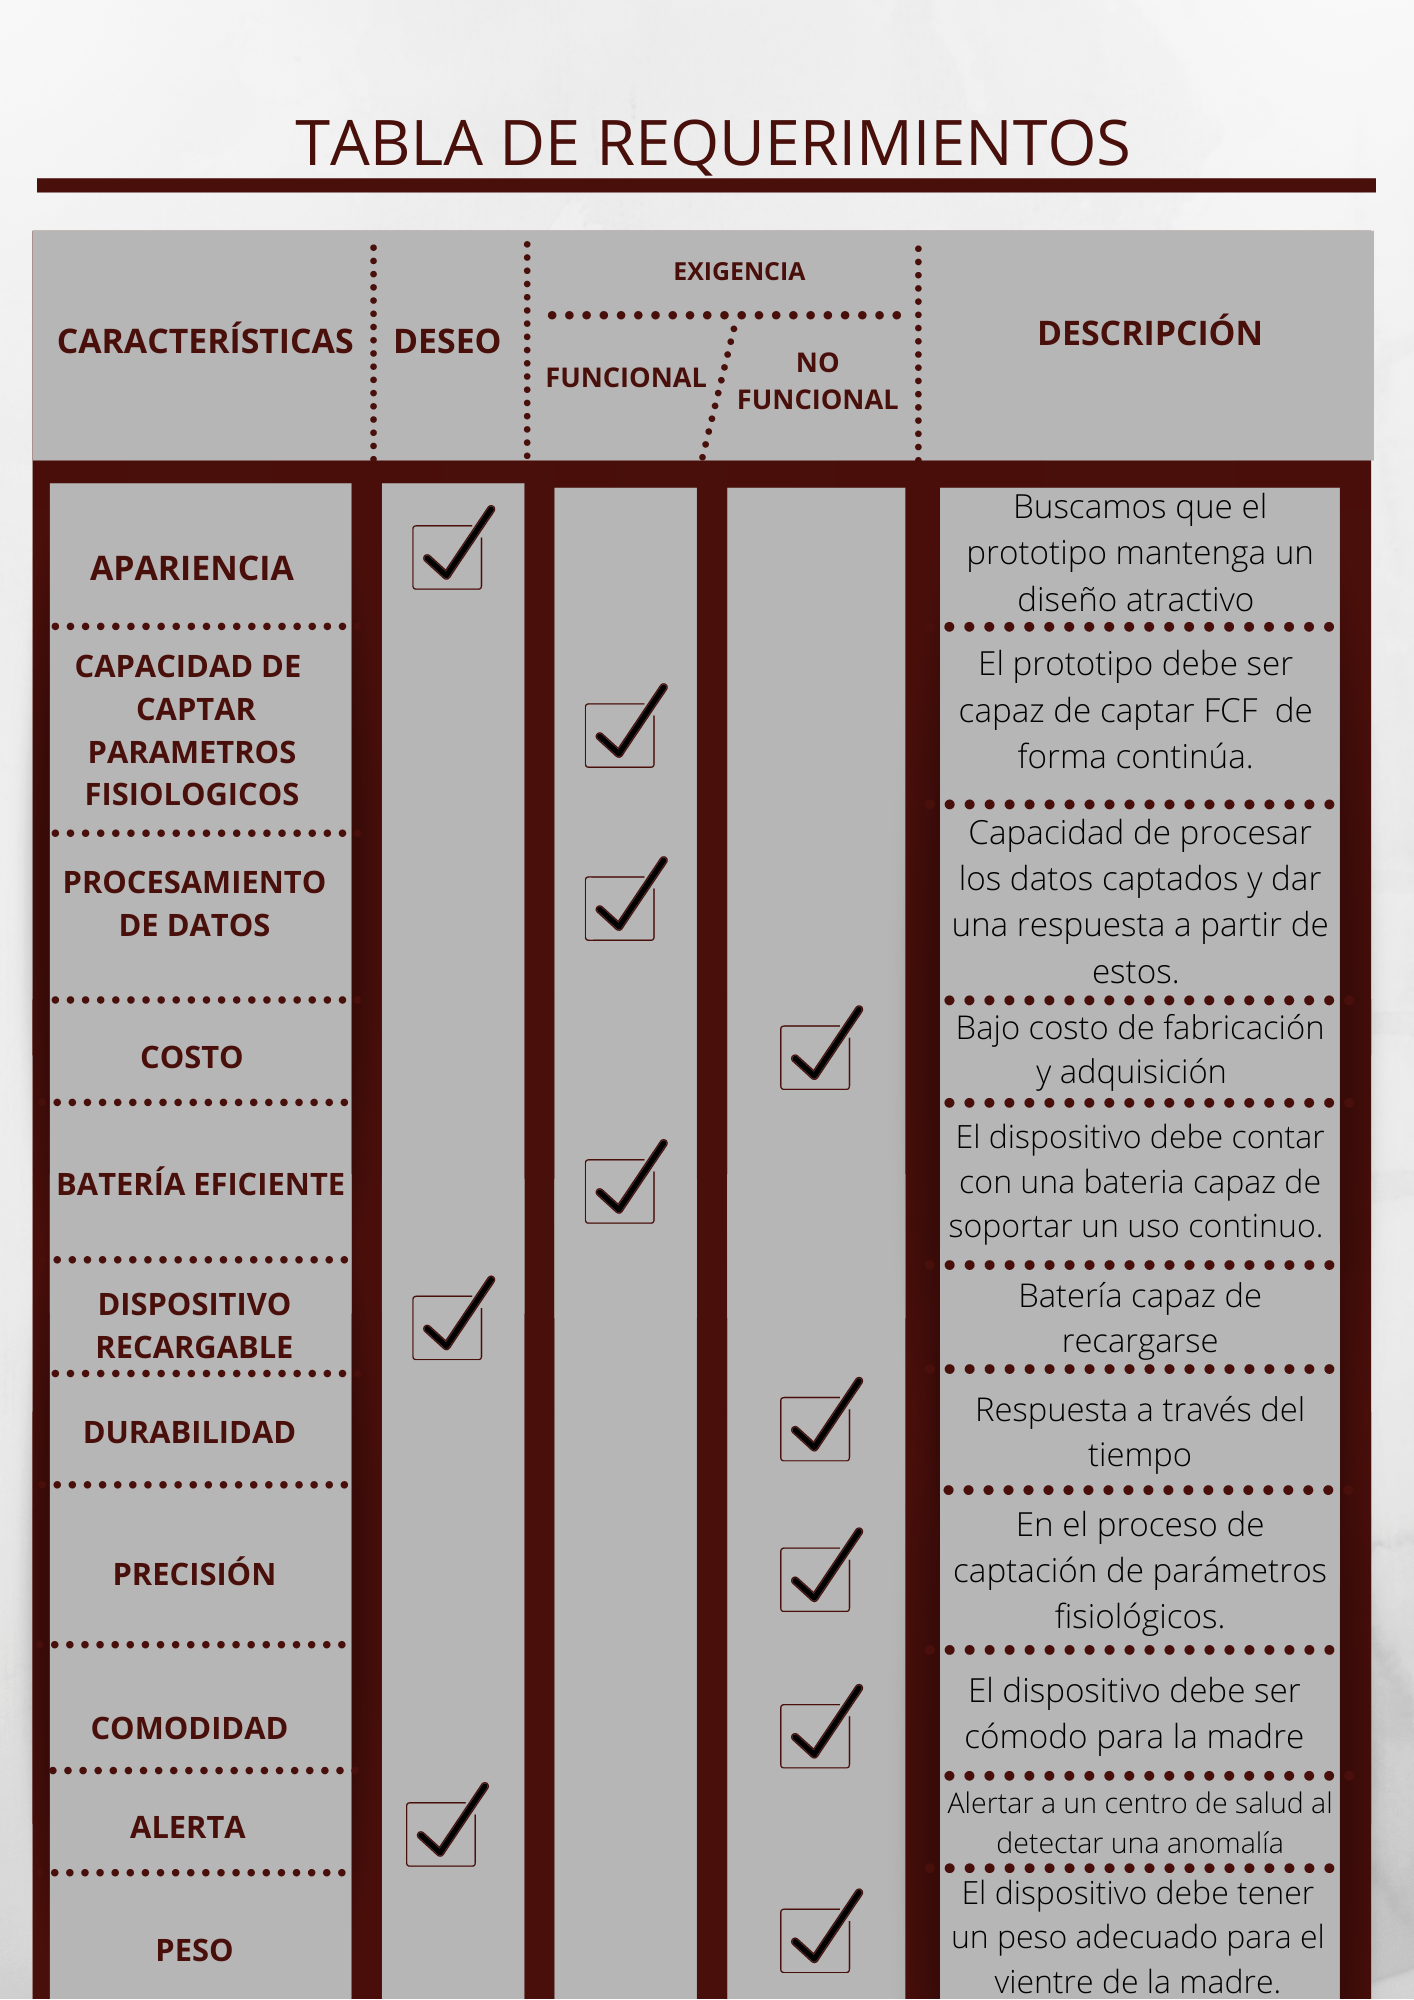 TABLA DE REQUERIMIENTOS
CARACTERÍSTICAS
DESEO
EXIGENCIA
FUNCIONAL
NO
FUNCIONAL
DESCRIPCIÓN
APARIENCIA
Buscamos que el
prototipo mantenga un
diseño atractivo
CAPACIDAD DE
CAPTAR
PARAMETROS
FISIOLOGICOS
El prototipo debe ser
capaz de captar FCF de
forma continúa.
PROCESAMIENTO
DE DATOS
Capacidad de procesar
los datos captados y dar
una respuesta a partir de
estos.
COSTO
Bajo costo de fabricación
y adquisición
BATERÍA EFICIENTE
El dispositivo debe contar
con una bateria capaz de
soportar un uso continuo.
DISPOSITIVO
RECARGABLE
Batería capaz de
recargarse
DURABILIDAD
Respuesta a través del
tiempo
PRECISIÓN
En el proceso de
captación de parámetros
fisiológicos.
COMODIDAD
El dispositivo debe ser
cómodo para la madre
ALERTA
Alertar a un centro de salud al
detectar una anomalía
PESO
El dispositivo debe tener
un peso adecuado para el
vientre de la madre.